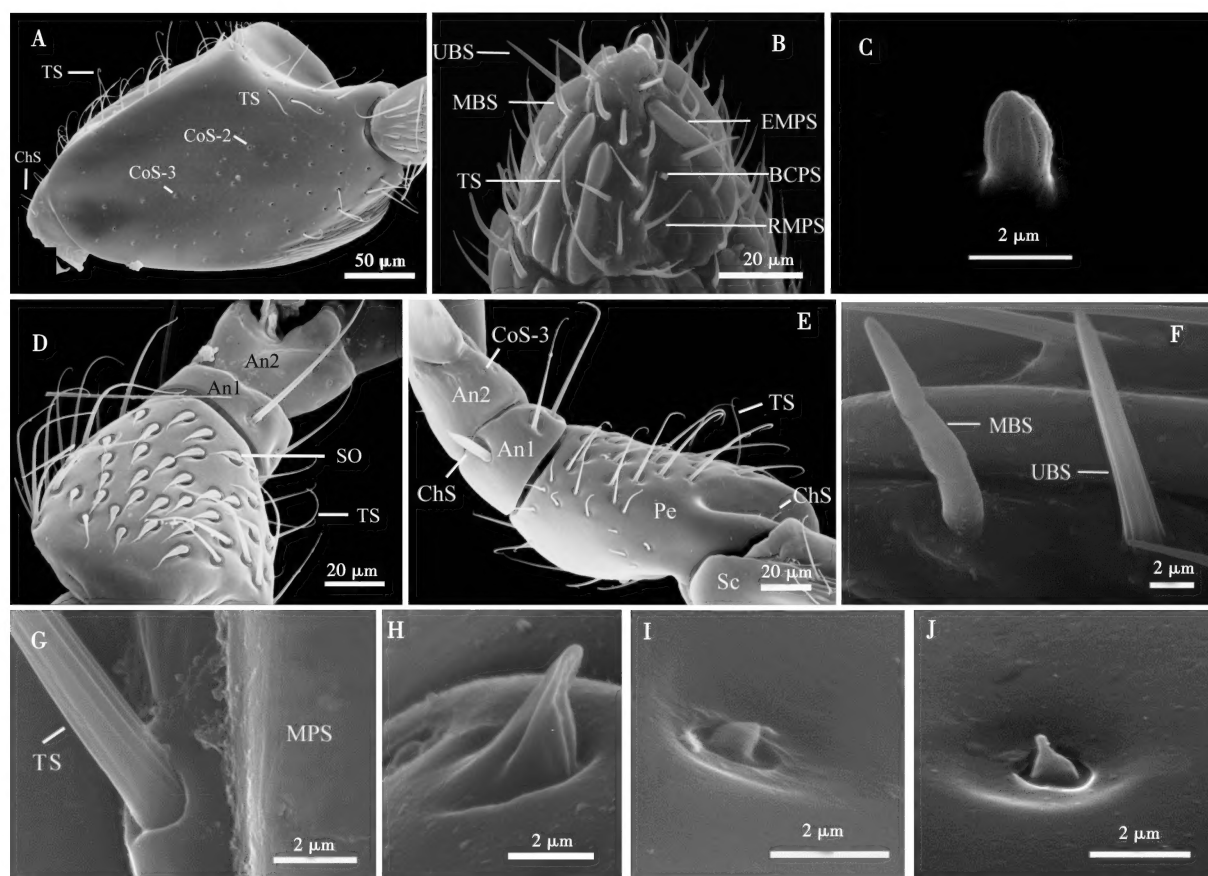 A
TS
TS
CoS-2
ChS
CoS-3
50 μm
B
UBS
MBS
EMPS
TS
BCPS
RMPS
20 μm
C
2 μm
D
An2
An1
SO
TS
20 μm
E
CoS-3
An2
TS
An1
ChS
ChS
Pe
Sc
20 μm
F
MBS
UBS
2 μm
G
TS
MPS
2 μm
H
2 μm
I
2 μm
J
2 μm